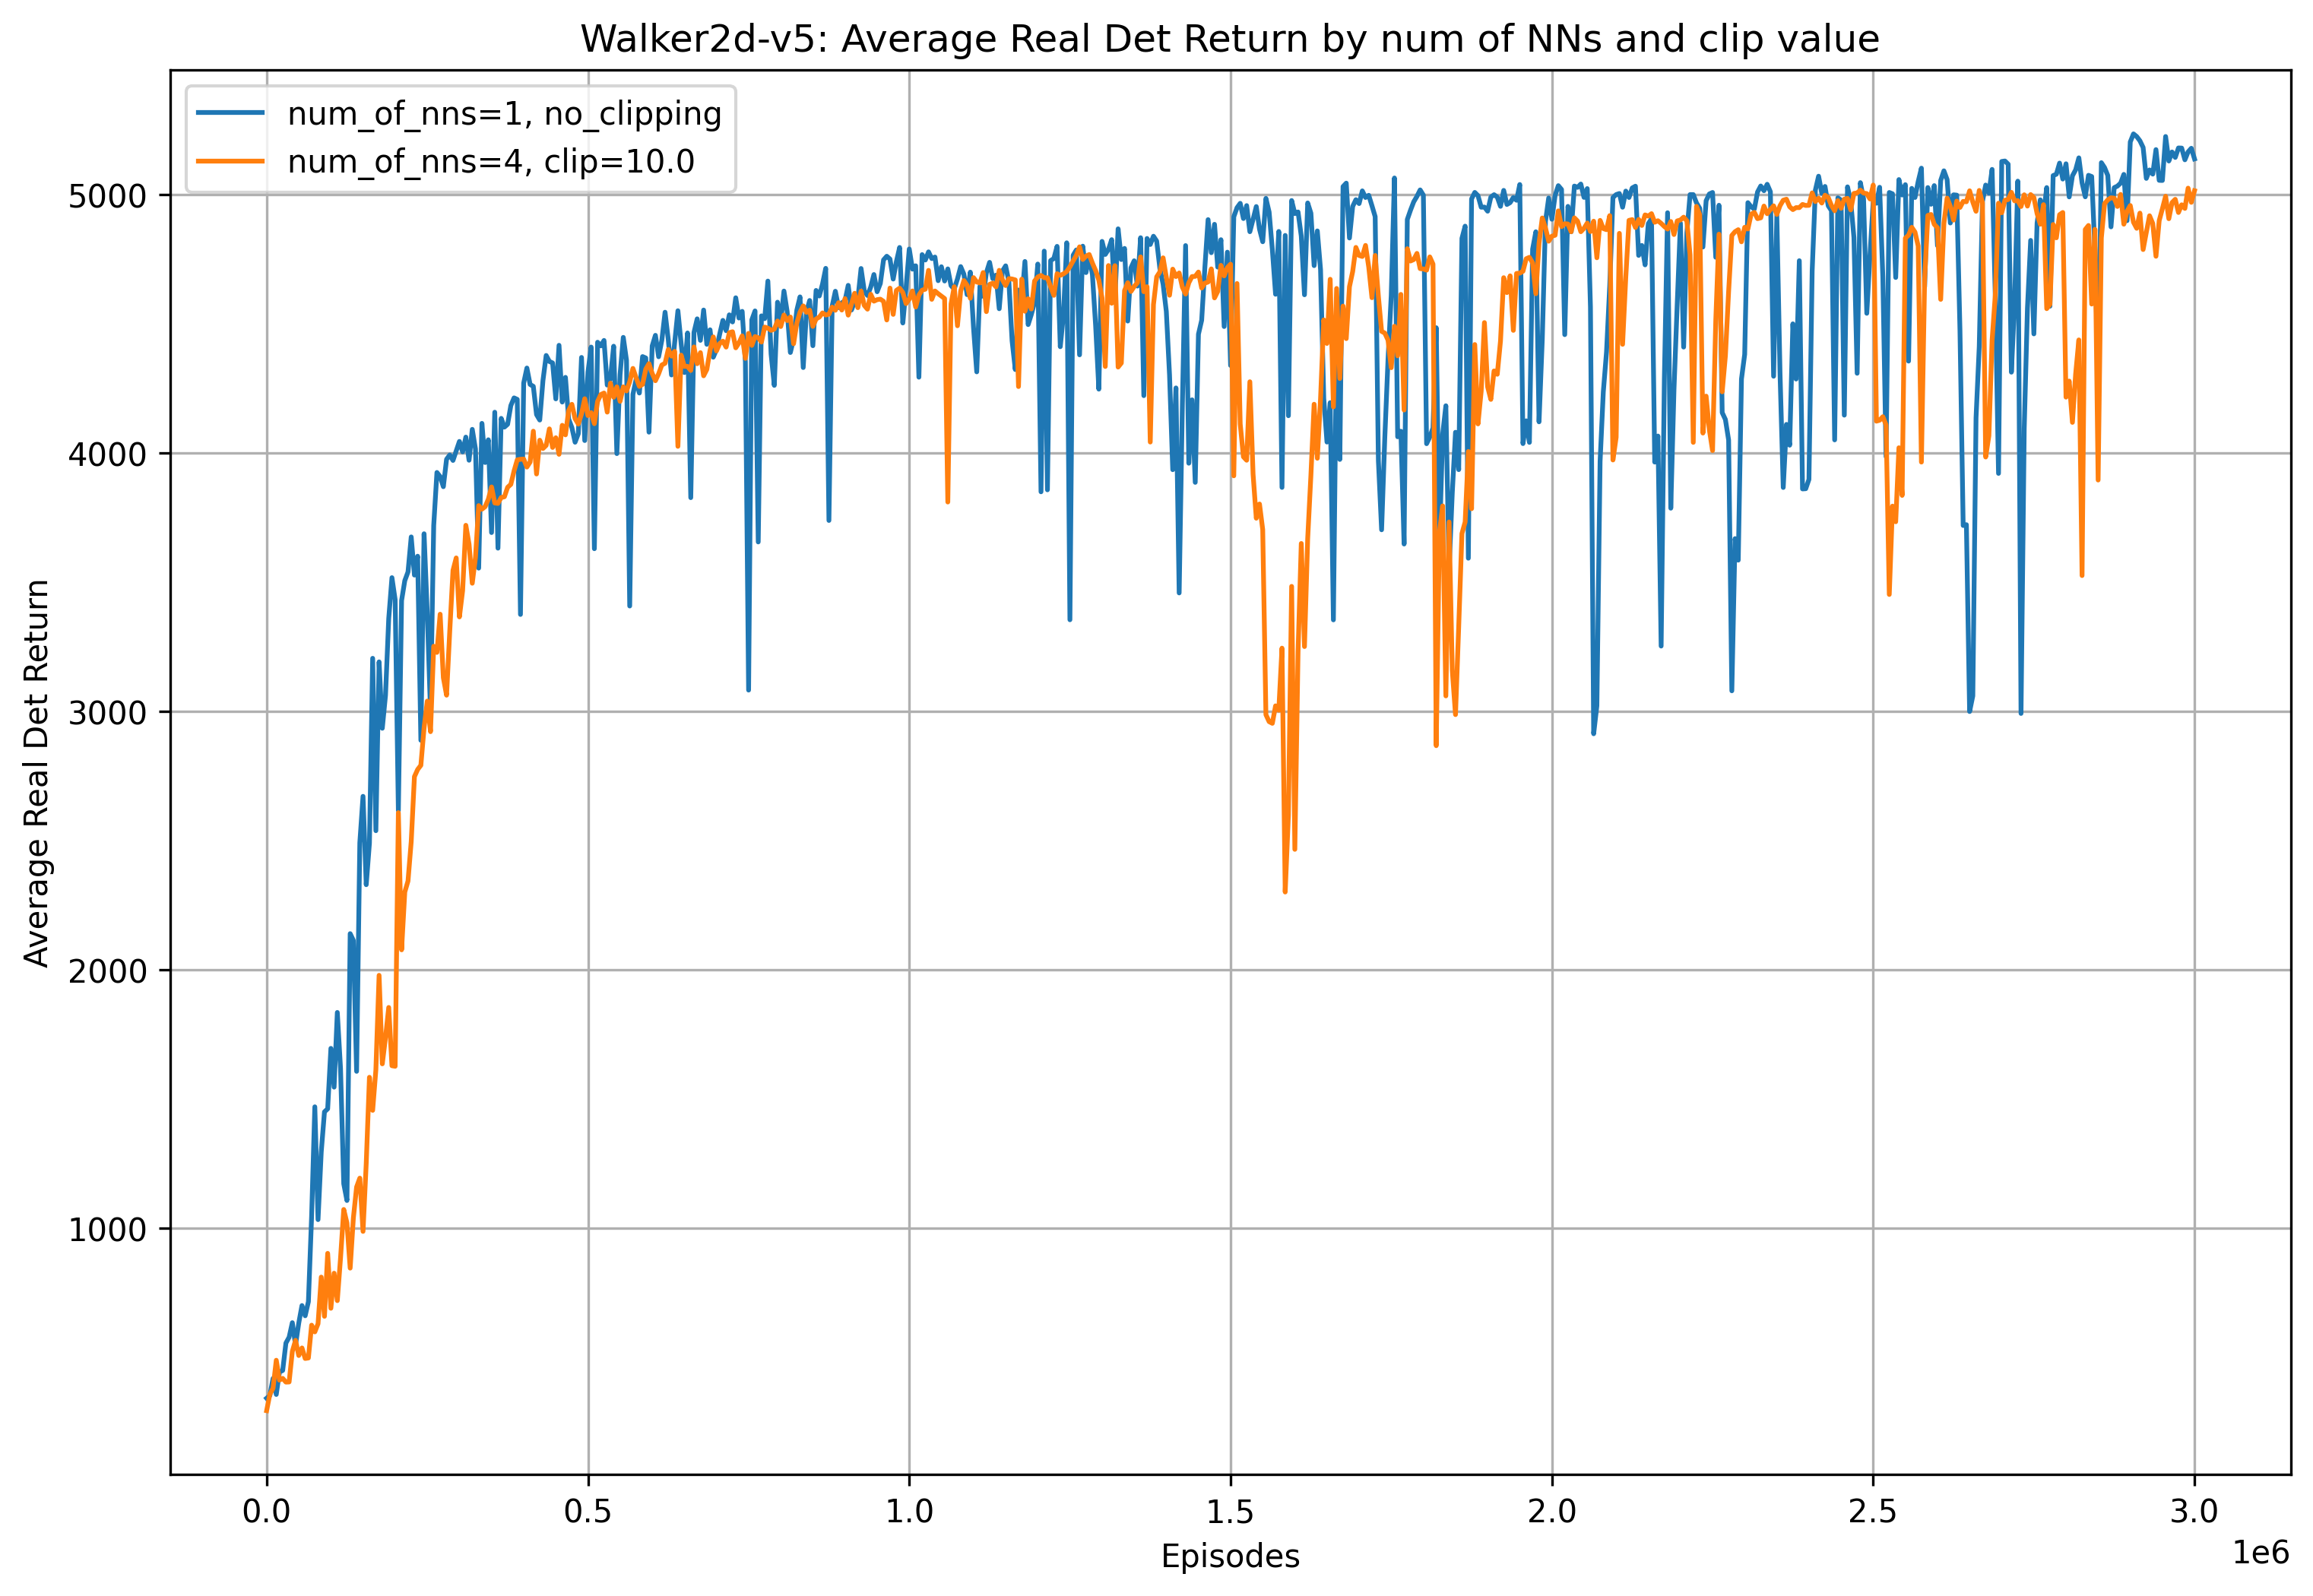 Walker2d-v5: Average Real Det Return by num of NNs and clip value
num_of_nns=1, no_clipping
num_of_nns=4, clip=10.0
5000
4000
3000
2000
1000
Average Real Det Return
0.0
0.5
1.0
1.5
2.0
2.5
3.0
1e6
Episodes